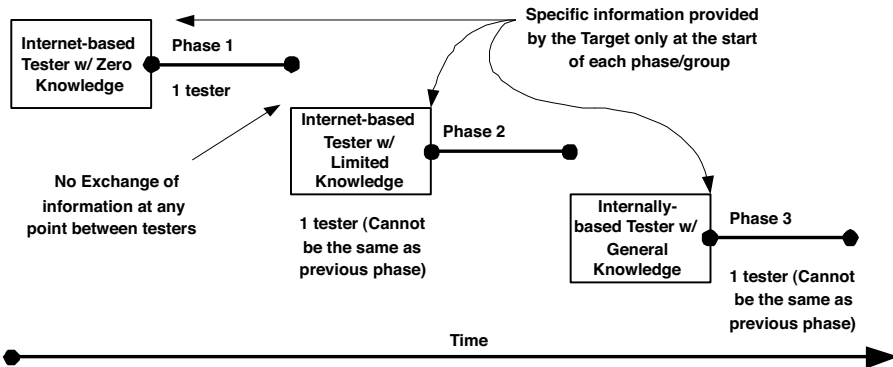 Specific information provided
by the Target only at the start
of each phase/group
Internet-based
Tester w/ Zero
Knowledge
Phase 1
1 tester
No Exchange of
information at any
point between testers
Internet-based
Tester w/
Limited
Knowledge
Phase 2
1 tester (Cannot
be the same as
previous phase)
Internally-
based Tester w/
General
Knowledge
Phase 3
1 tester (Cannot
be the same as
previous phase)
Time